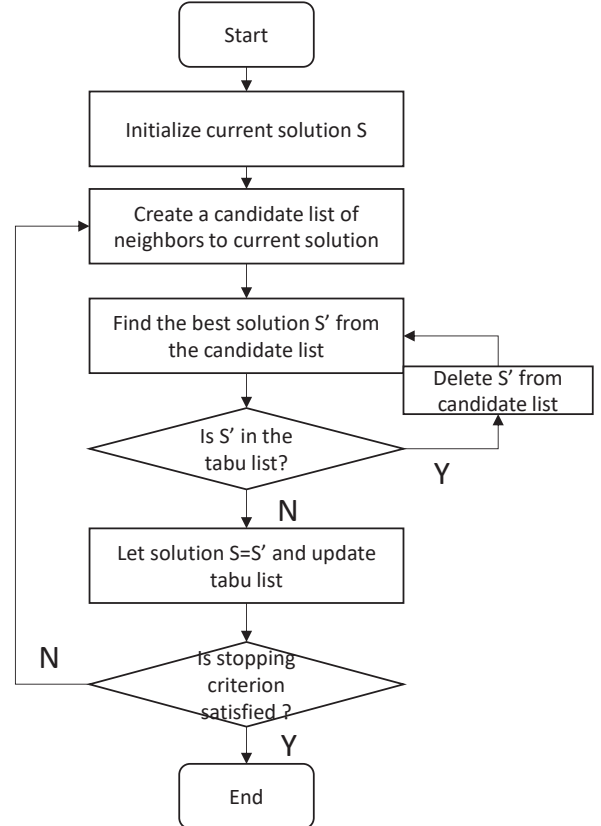 Start
Initialize current solution S
Create a candidate list of
neighbors to current solution
Find the best solution S’ from
the candidate list
Delete S’ from
candidate list
Is S’ in the
tabu list?
Y
N
Let solution S=S’ and update
tabu list
N
Is stopping
criterion
satisfied ?
Y
End